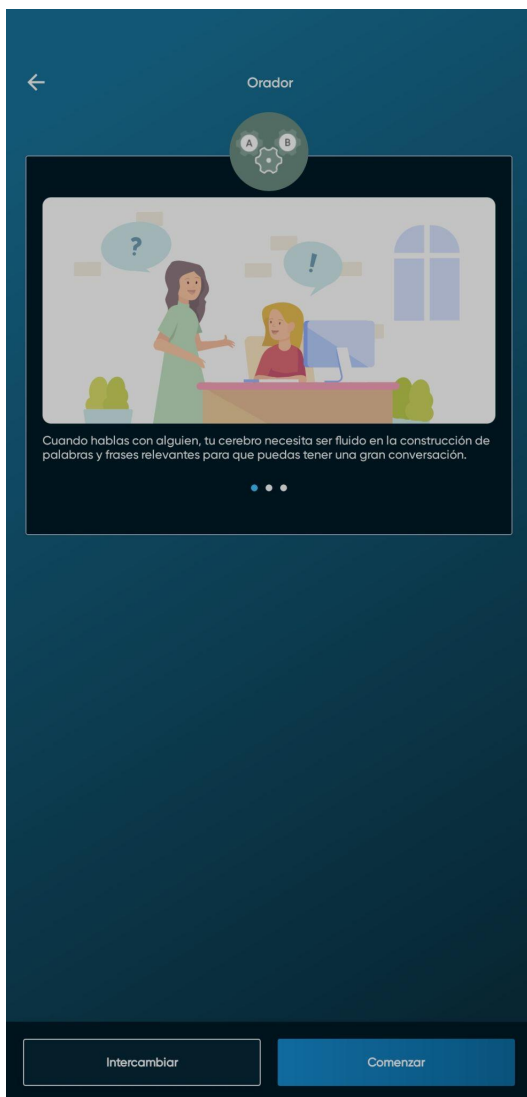 Orador
A B
?
!
Cuando hablas con alguien, tu cerebro necesita ser fluido en la construcción de
palabras y frases relevantes para que puedas tener una gran conversación.
Intercambiar
Comenzar